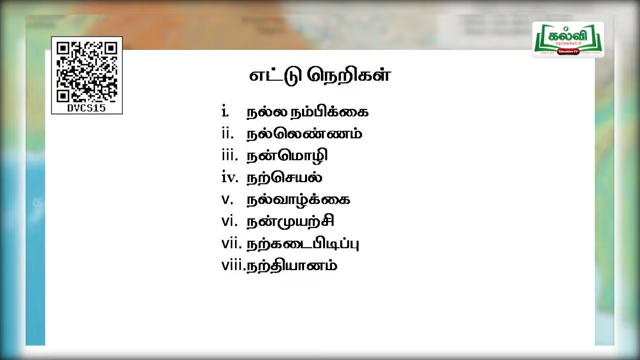 கல்வி
DVCS15
எட்டு நெறிகள்
i. நல்ல நம்பிக்கை
ii. நல்லெண்ணம்
iii. நன்மொழி
iv. நற்செயல்
v. நல்வாழ்க்கை
vi. நன்முயற்சி
vii. நற்கடைபிடிப்பு
viii.நற்தியானம்